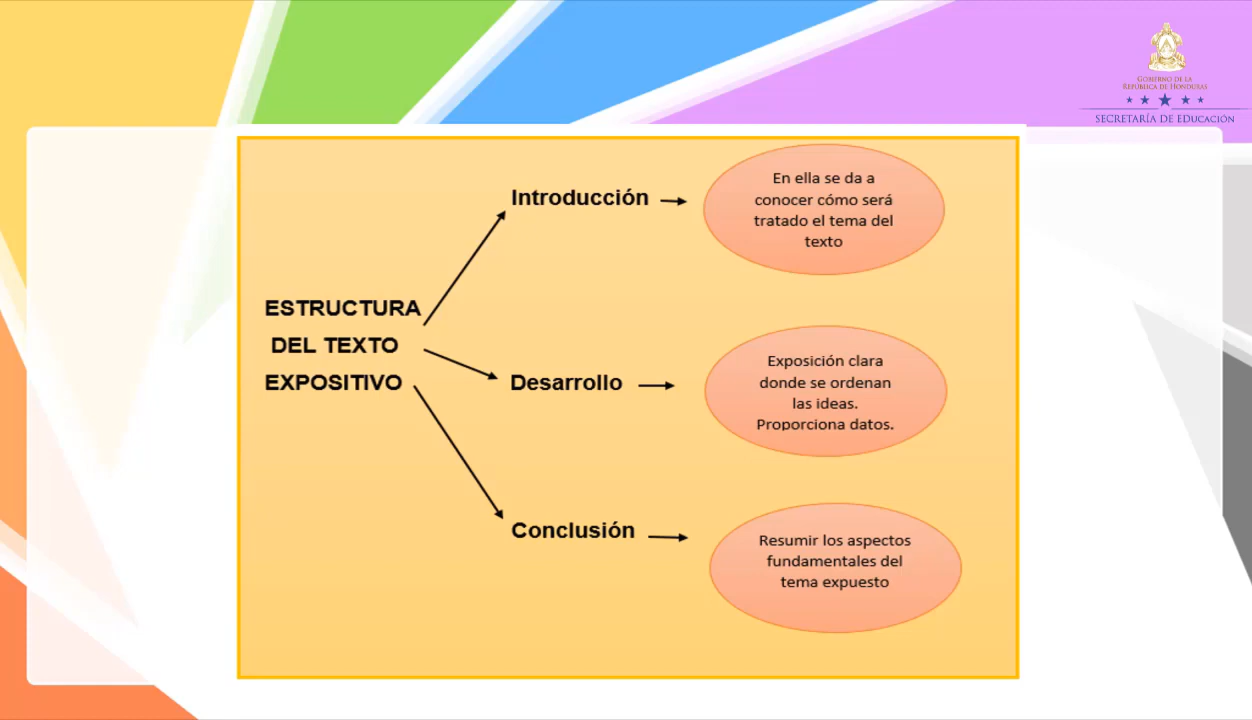 GOBIERNO DE LA
REPÚBLICA DE HONDURAS
SECRETARÍA DE EDUCACIÓN
ESTRUCTURA
DEL TEXTO
EXPOSITIVO
Introducción
En ella se da a
conocer cómo será
tratado el tema del
texto
Desarrollo
Exposición clara
donde se ordenan
las ideas.
Proporciona datos.
Conclusión
Resumir los aspectos
fundamentales del
tema expuesto